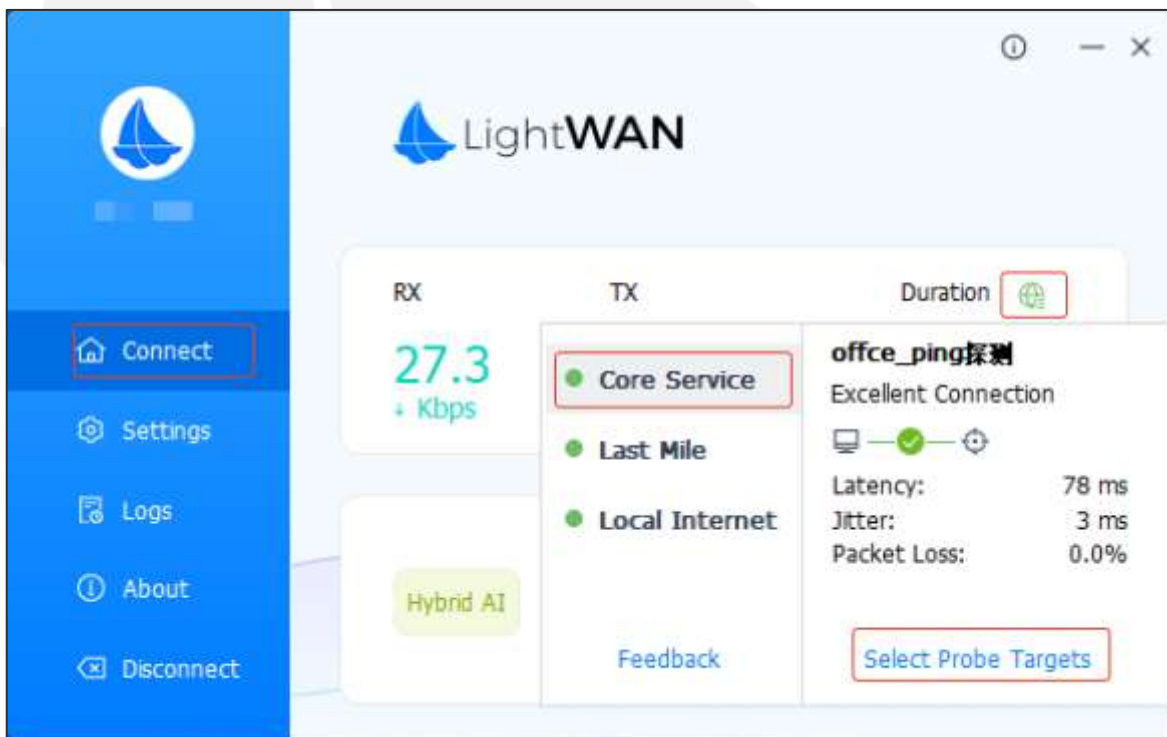 LightWAN
RX
TX
Duration
Connect
27.3
↓ Kbps
Settings
Logs
About
Disconnect
Hybrid AI
Core Service
Last Mile
Local Internet
Feedback
offce_ping探测
Excellent Connection
Latency: 78 ms
Jitter: 3 ms
Packet Loss: 0.0%
Select Probe Targets